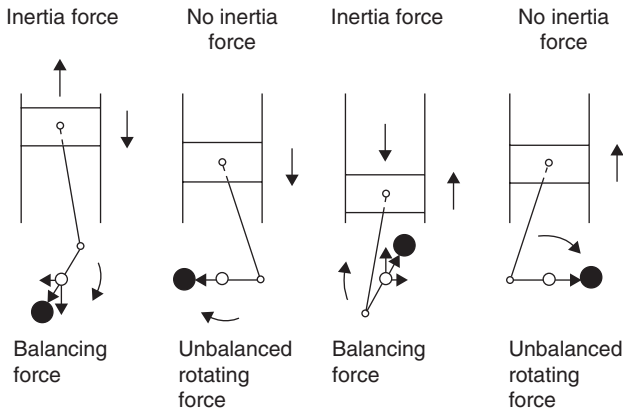 Inertia force
No inertia
force
Inertia force
No inertia
force
Balancing
force
Unbalanced
rotating
force
Balancing
force
Unbalanced
rotating
force